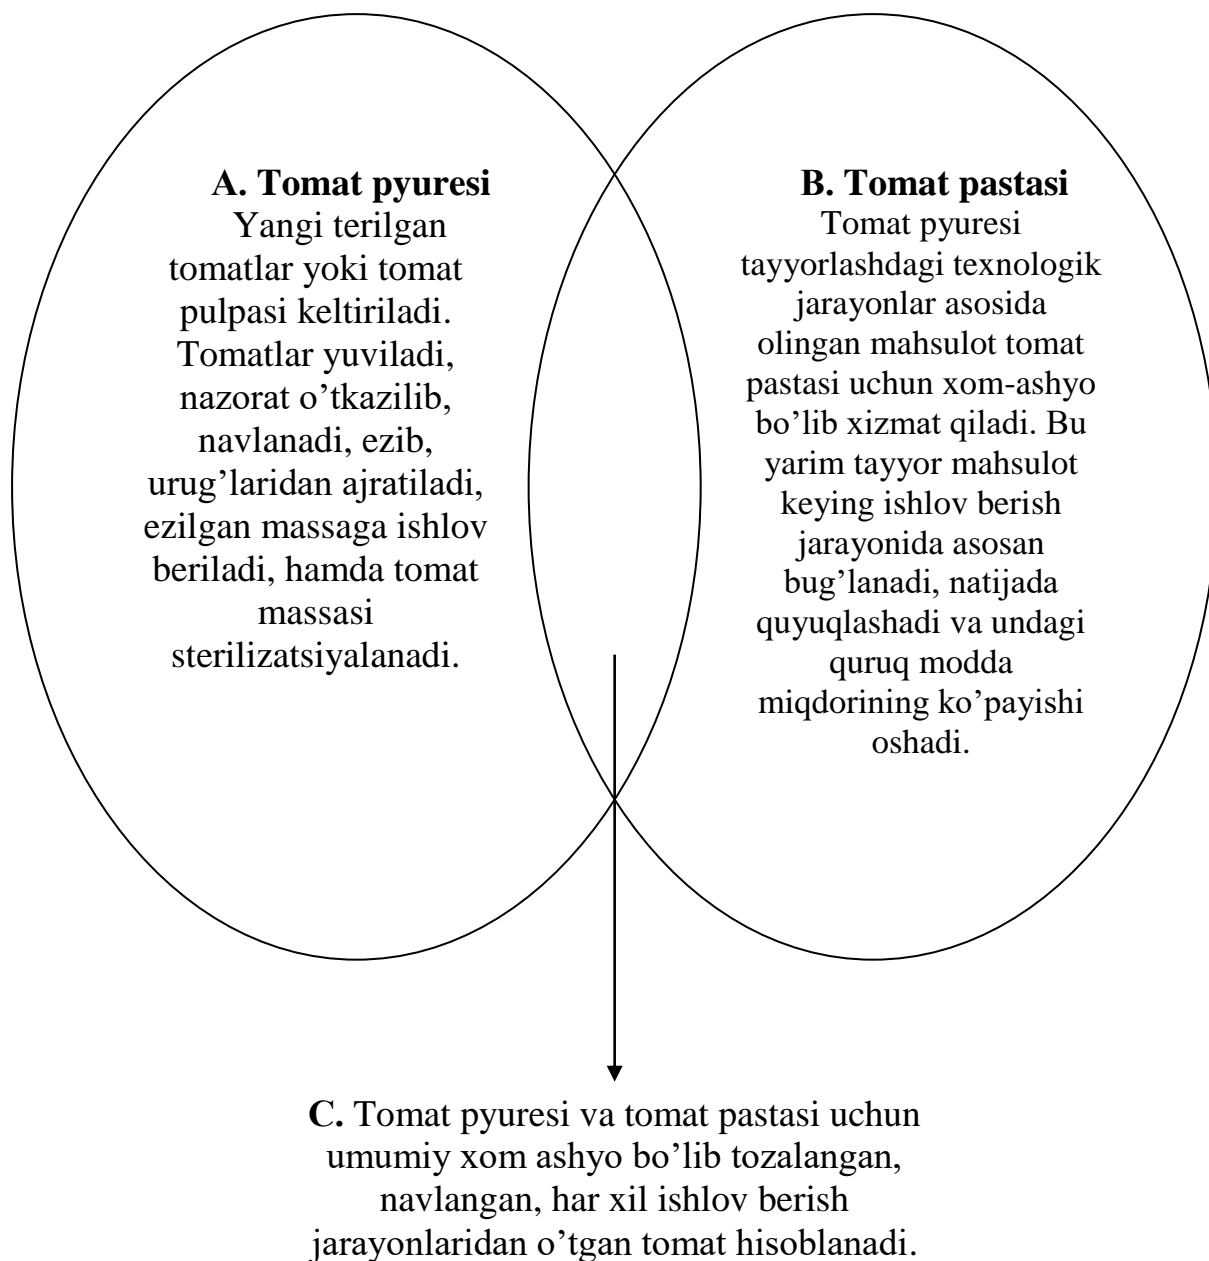 A. Tomat pyuresi
Yangi terilgan
tomatlar yoki tomat
pulpasi keltiriladi.
Tomatlar yuviladi,
nazorat o’tkazilib,
navlanadi, ezib,
urug’laridan ajratiladi,
ezilgan massaga ishlov
beriladi, hamda tomat
massasi
sterilizatsiyalanadi.
B. Tomat pastasi
Tomat pyuresi
tayyorlashdagi texnologik
jarayonlar asosida
olingan mahsulot tomat
pastasi uchun xom-ashyo
bo’lib xizmat qiladi. Bu
yarim tayyor mahsulot
keying ishlov berish
jarayonida asosan
bug’lanadi, natijada
quyuqlashadi va undagi
quruq modda
miqdorining ko’payishi
oshadi.
C. Tomat pyuresi va tomat pastasi uchun
umumiy xom ashyo bo’lib tozalangan,
navlangan, har xil ishlov berish
jarayonlaridan o’tgan tomat hisoblanadi.